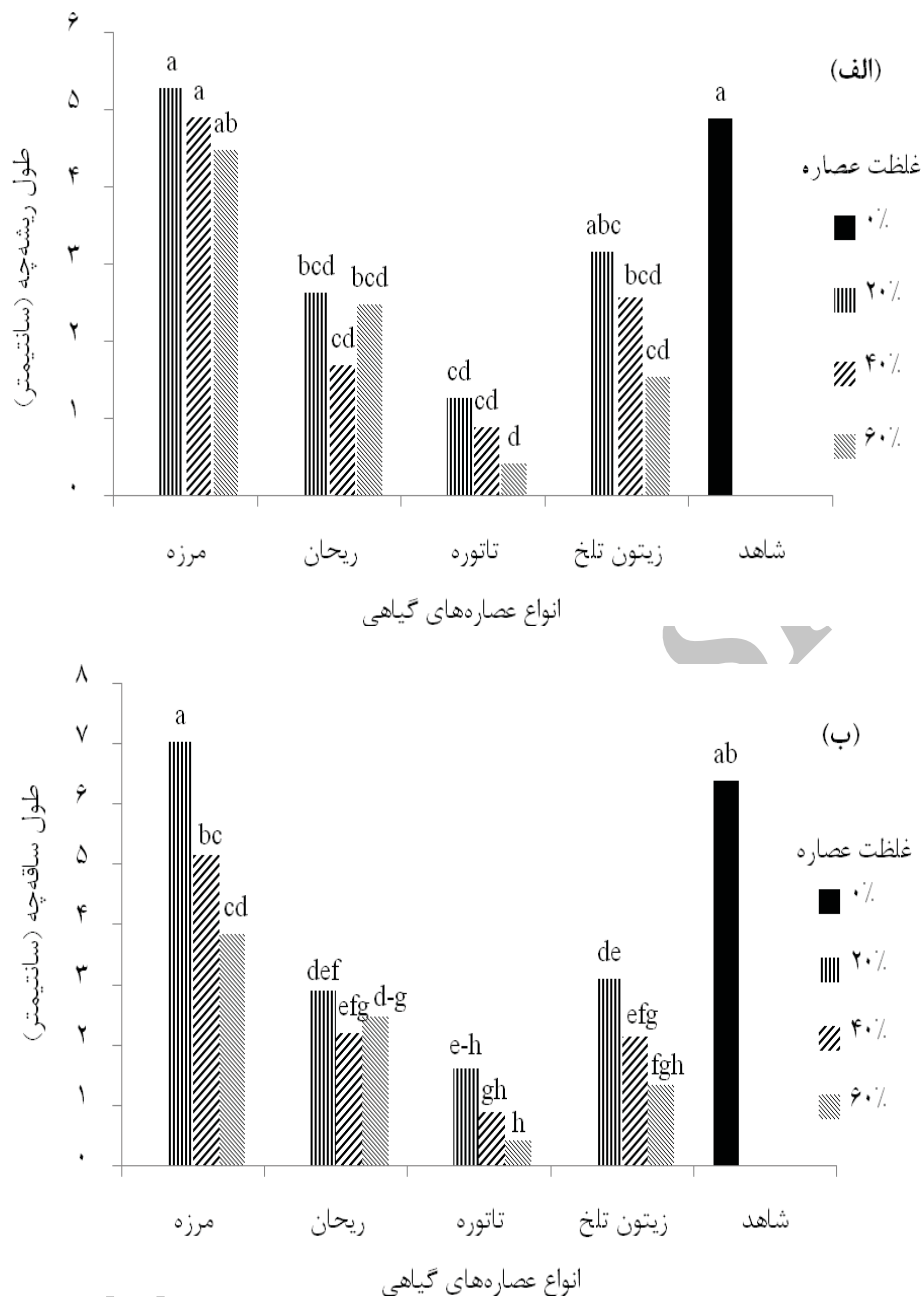 (الف)
طول ریشه‌چه (سانتیمتر)
۶
۵
۴
۳
۲
۱
۰
a a ab
bcd cd bcd
cd cd d
abc bcd cd
a
غلظت عصاره
۰٪
۲۰٪
۴۰٪
۶۰٪
مرزه ریحان تاتوره زیتون تلخ شاهد
انواع عصاره‌های گیاهی
(ب)
طول ساقه‌چه (سانتیمتر)
۸
۷
۶
۵
۴
۳
۲
۱
۰
a bc cd
def efg d-g
e-h gh h
de efg fgh
ab
غلظت عصاره
۰٪
۲۰٪
۴۰٪
۶۰٪
مرزه ریحان تاتوره زیتون تلخ شاهد
انواع عصاره‌های گیاهی